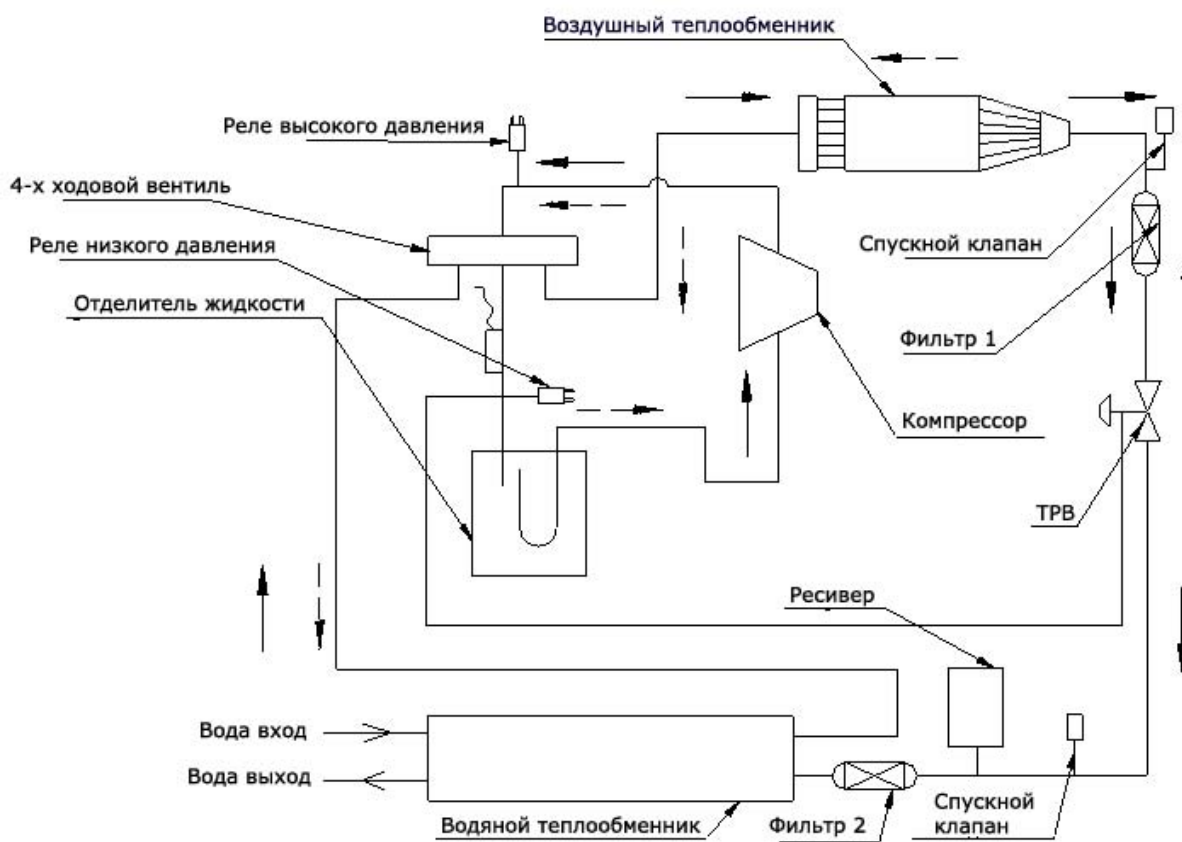 Воздушный теплообменник
Реле высокого давления
4-х ходовой вентиль
Реле низкого давления
Спускной клапан
Отделитель жидкости
Фильтр 1
Компрессор
ТРВ
Ресивер
Вода вход
Вода выход
Водяной теплообменник
Фильтр 2
Спускной
клапан